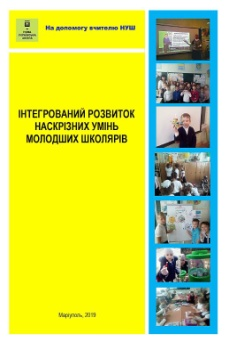 На допомогу вчителю НУШ
ІНТЕГРОВАНИЙ РОЗВИТОК
НАСКРІЗНИХ УМІНЬ
МОЛОДШИХ ШКОЛЯРІВ
Маріуполь, 2019